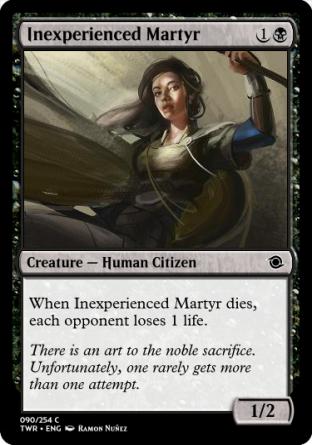 Inexperienced Martyr 1
Creature — Human Citizen
When Inexperienced Martyr dies,
each opponent loses 1 life.
There is an art to the noble sacrifice.
Unfortunately, one rarely gets more
than one attempt.
1/2
090/254 C
TWR • ENG Ramon Nuñez